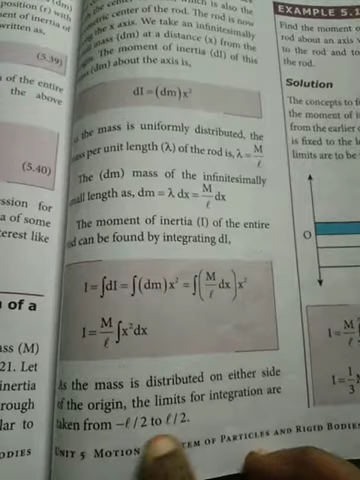 which is also the
centric center of the rod. The rod is now
the x axis. We take an infinitesimally
mass (dm) at a distance (x) from the
The moment of inertia (dI) of this
(dm) about the axis is,
dI = (dm)x²
the mass is uniformly distributed, the
per unit length (λ) of the rod is, λ = M/ℓ
The (dm) mass of the infinitesimally
length as, dm = λ dx = M/ℓ dx
The moment of inertia (I) of the entire
can be found by integrating dI,
I = ∫dI = ∫(dm)x² = ∫(M/ℓ dx)x²
I = M/ℓ ∫x²dx
As the mass is distributed on either side
of the origin, the limits for integration are
taken from −ℓ/2 to ℓ/2.
UNIT 5 MOTION TEM OF PARTICLES AND RIGID BODIES
of inertia
position (r) with
written as,
(5.39)
of the entire
the above
(5.40)
for
a of some
erest like
of a
(M)
21. Let
inertia
rough
lar to
ODIES
EXAMPLE 5.1
Find the moment o
rod about an axis
to the rod and to
the rod.
Solution
The concepts to f
the moment of i
from the earlier
is fixed to the l
limits are to be
O
I = M
I = 1/3